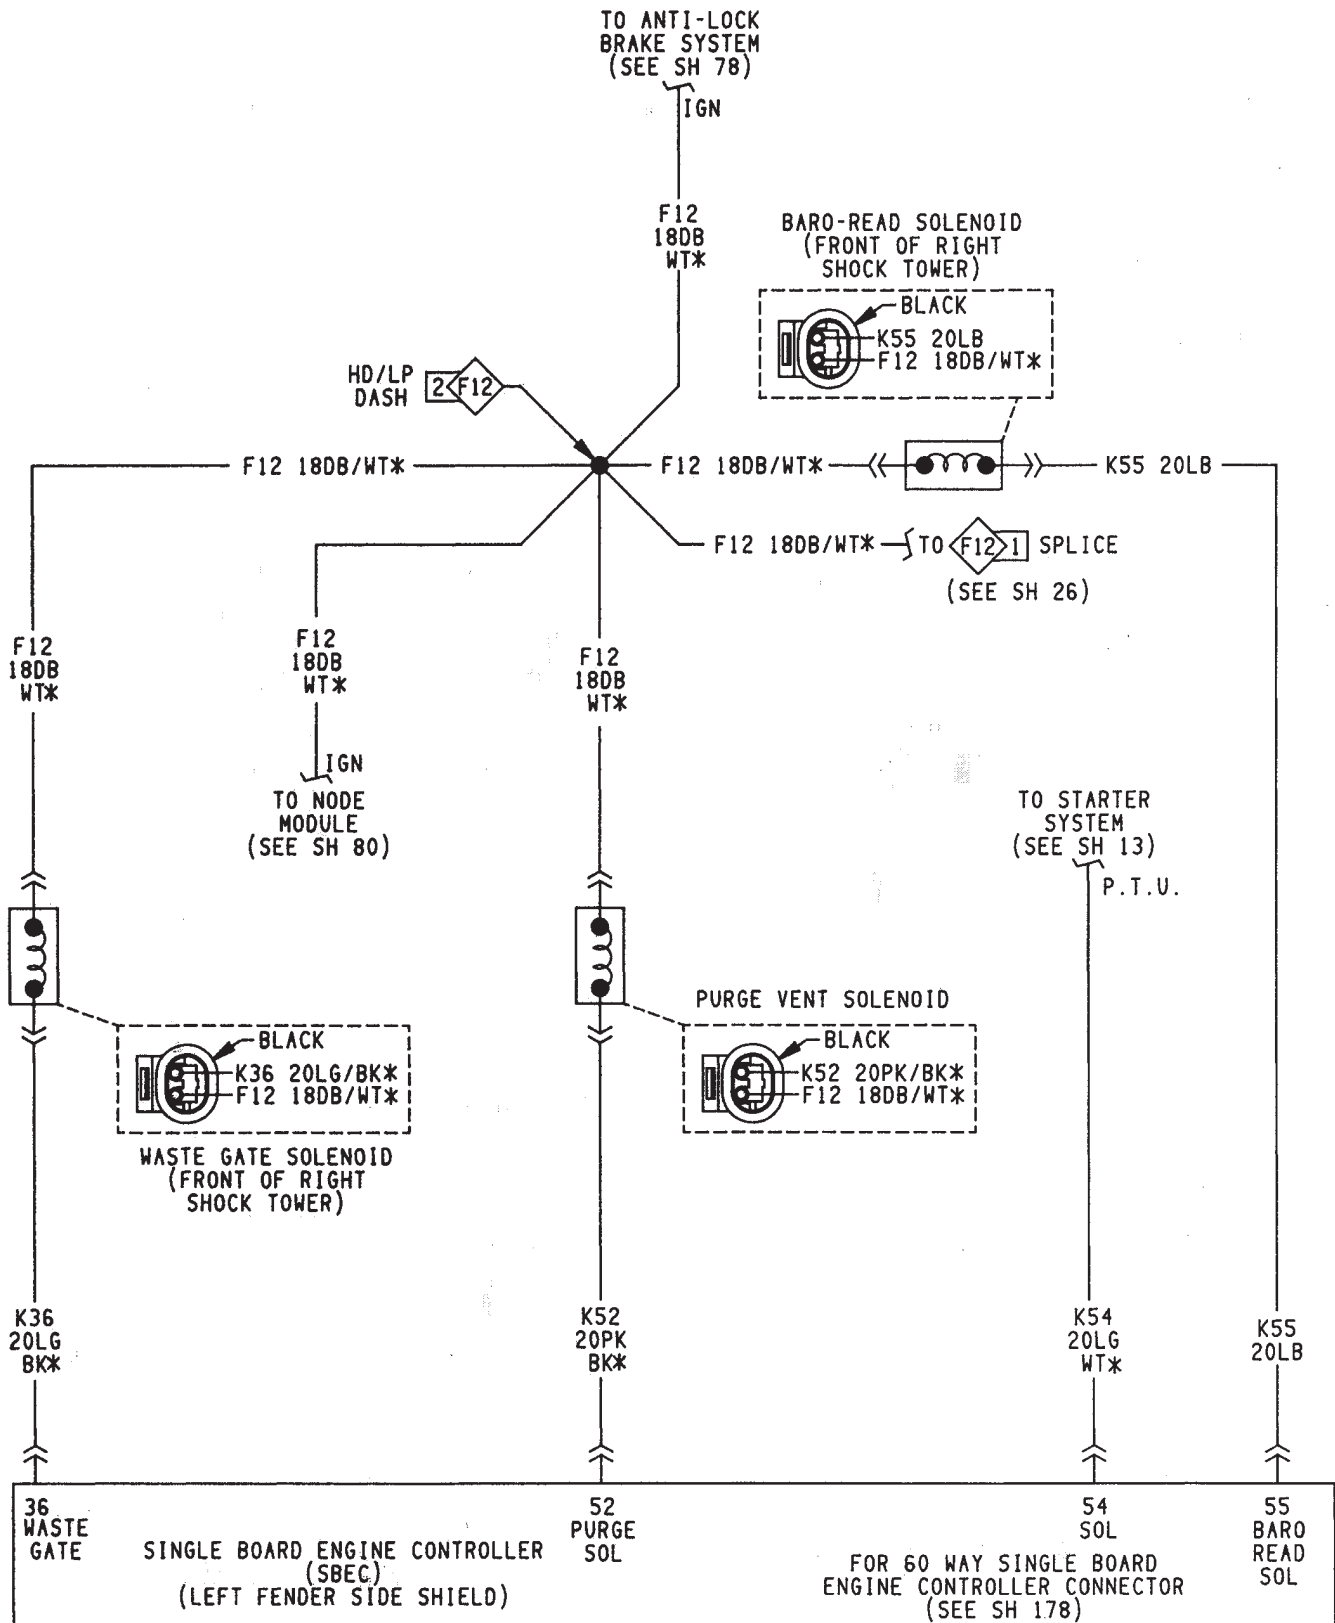 TO ANTI-LOCK
BRAKE SYSTEM
(SEE SH 78)
IGN
F12
18DB
WT*
BARO-READ SOLENOID
(FRONT OF RIGHT
SHOCK TOWER)
BLACK
K55 20LB
F12 18DB/WT*
HD/LP
DASH
2 F12
F12 18DB/WT*
F12 18DB/WT*
K55 20LB
F12 18DB/WT*
TO F12 1 SPLICE
(SEE SH 26)
F12
18DB
WT*
F12
18DB
WT*
F12
18DB
WT*
IGN
TO NODE
MODULE
(SEE SH 80)
TO STARTER
SYSTEM
(SEE SH 13)
P.T.U.
BLACK
K36 20LG/BK*
F12 18DB/WT*
WASTE GATE SOLENOID
(FRONT OF RIGHT
SHOCK TOWER)
PURGE VENT SOLENOID
BLACK
K52 20PK/BK*
F12 18DB/WT*
K36
20LG
BK*
K52
20PK
BK*
K54
20LG
WT*
K55
20LB
36
WASTE
GATE
SINGLE BOARD ENGINE CONTROLLER
(SBEC)
(LEFT FENDER SIDE SHIELD)
52
PURGE
SOL
54
SOL
FOR 60 WAY SINGLE BOARD
ENGINE CONTROLLER CONNECTOR
(SEE SH 178)
55
BARO
READ
SOL